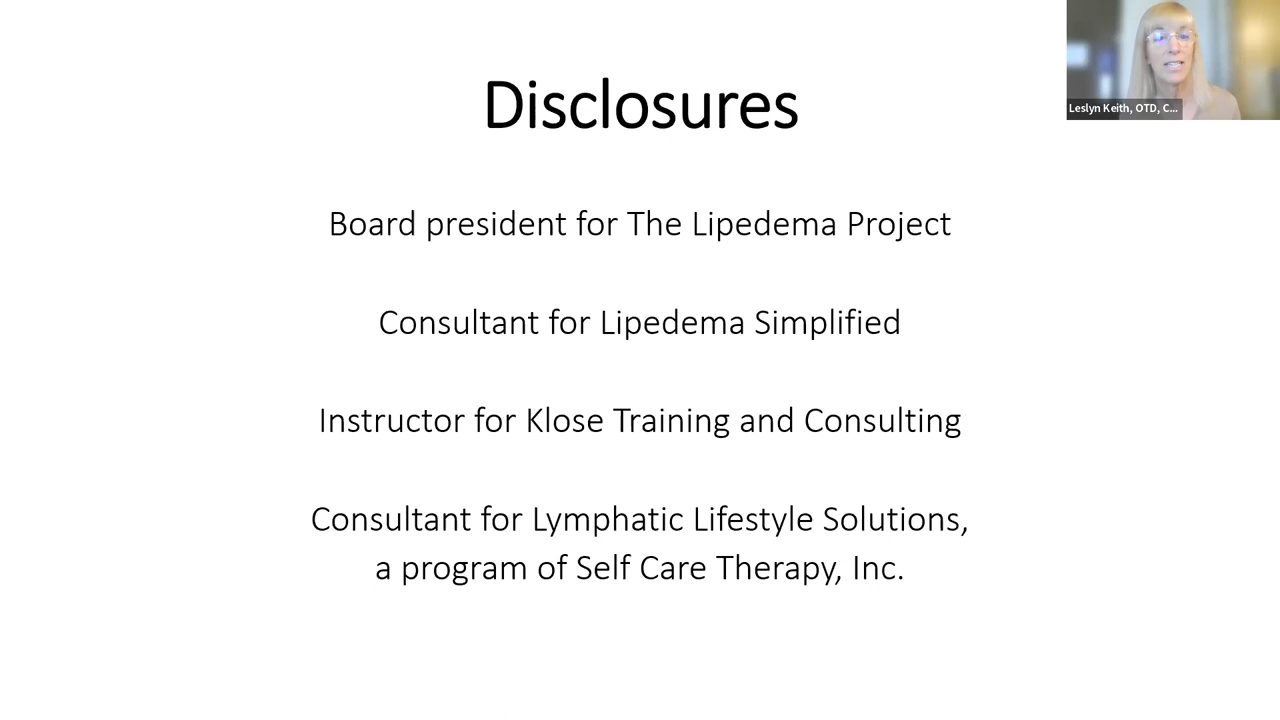 Disclosures
Leslyn Keith, OTD, C...
Board president for The Lipedema Project
Consultant for Lipedema Simplified
Instructor for Klose Training and Consulting
Consultant for Lymphatic Lifestyle Solutions,
a program of Self Care Therapy, Inc.